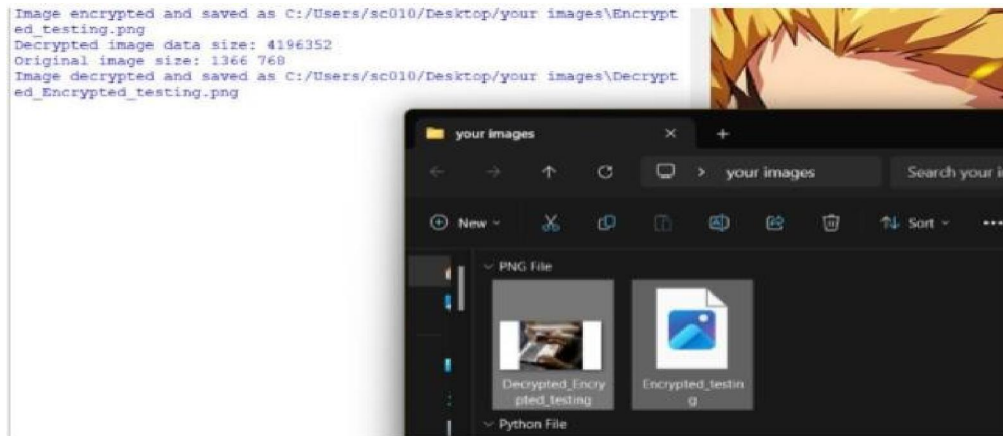 Image encrypted and saved as C:/Users/sc010/Desktop/your images\Encrypt
ed_testing.png
Decrypted image data size: 4196352
Original image size: 1366 768
Image decrypted and saved as C:/Users/sc010/Desktop/your images\Decrypt
ed_Encrypted_testing.png
your images
your images
Search your i
New
Sort
PNG File
Decrypted_Encry
pted_testing
Encrypted_testin
g
Python File